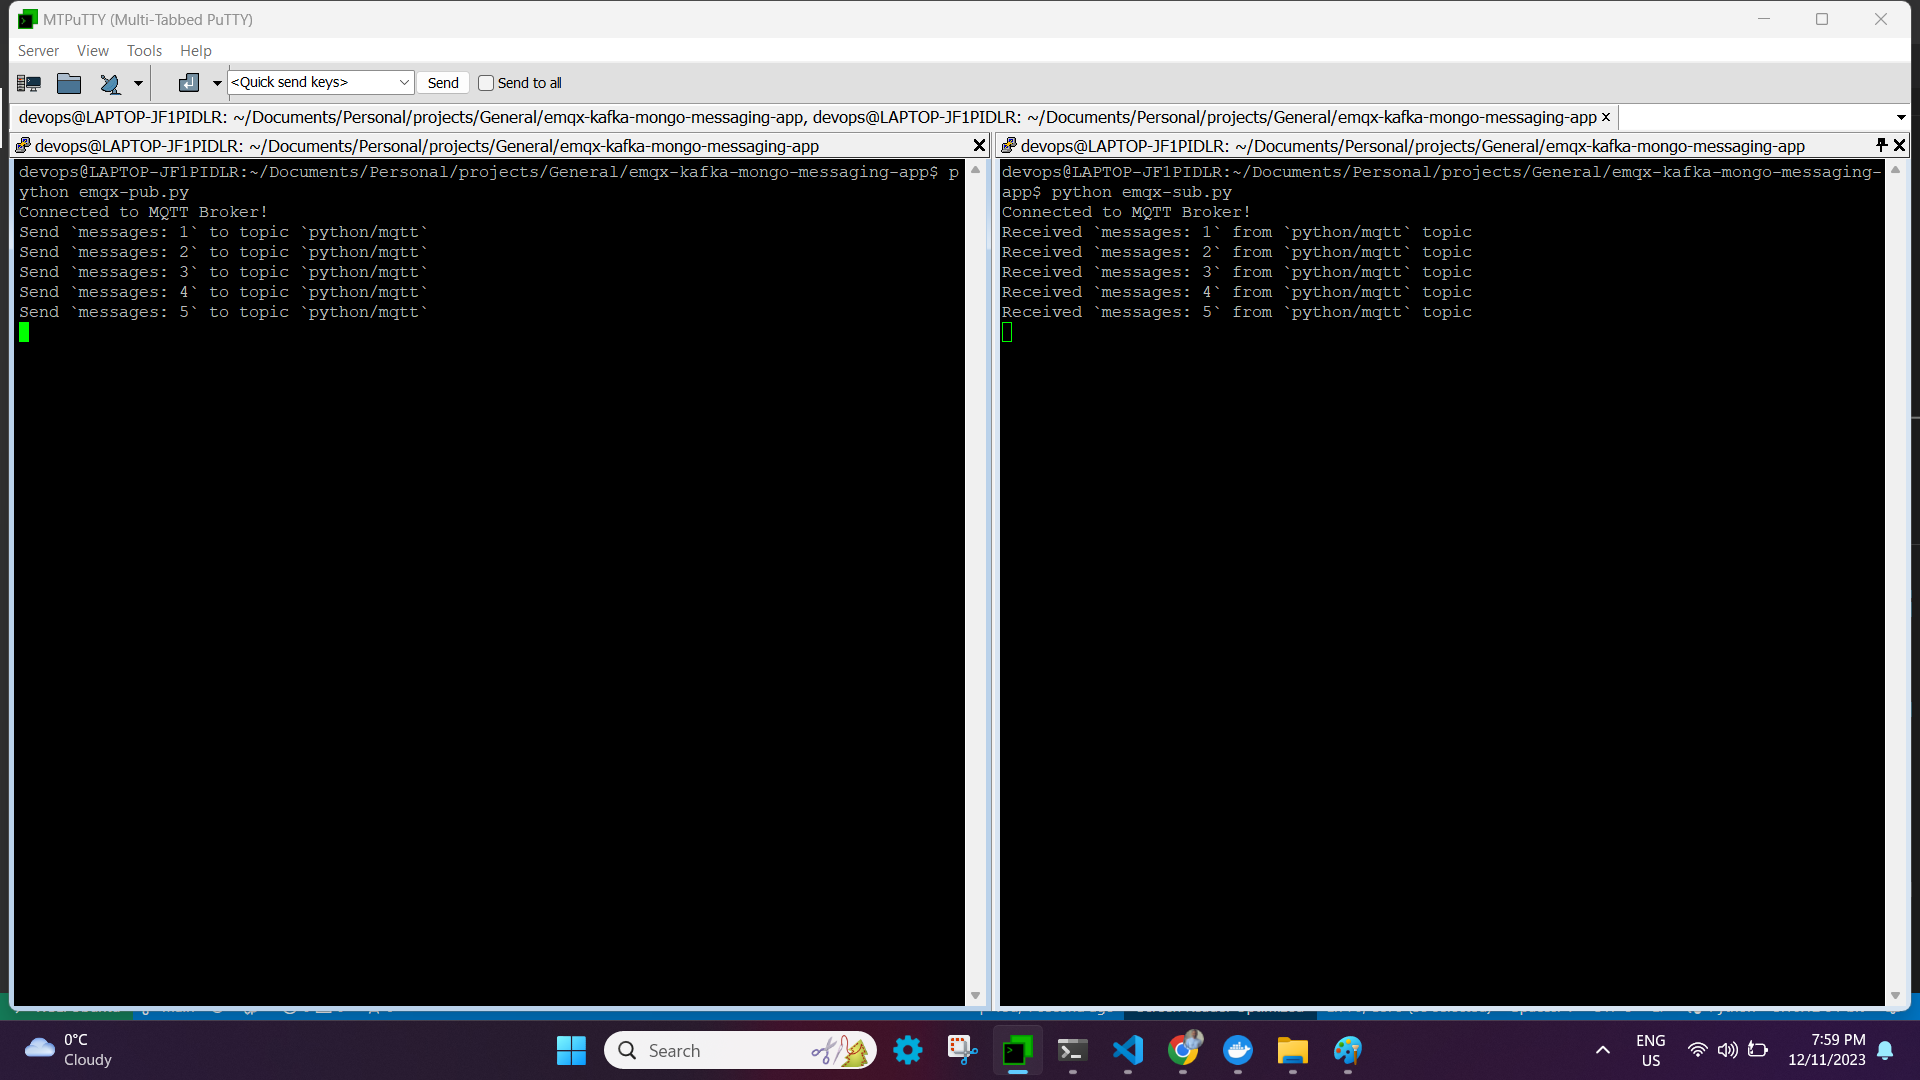 MTPuTTY (Multi-Tabbed PuTTY)
Server View Tools Help
<Quick send keys> Send Send to all
devops@LAPTOP-JF1PIDLR: ~/Documents/Personal/projects/General/emqx-kafka-mongo-messaging-app, devops@LAPTOP-JF1PIDLR: ~/Documents/Personal/projects/General/emqx-kafka-mongo-messaging-app
devops@LAPTOP-JF1PIDLR: ~/Documents/Personal/projects/General/emqx-kafka-mongo-messaging-app
devops@LAPTOP-JF1PIDLR:~/Documents/Personal/projects/General/emqx-kafka-mongo-messaging-app$ p
ython emqx-pub.py
Connected to MQTT Broker!
Send `messages: 1` to topic `python/mqtt`
Send `messages: 2` to topic `python/mqtt`
Send `messages: 3` to topic `python/mqtt`
Send `messages: 4` to topic `python/mqtt`
Send `messages: 5` to topic `python/mqtt`
devops@LAPTOP-JF1PIDLR: ~/Documents/Personal/projects/General/emqx-kafka-mongo-messaging-app
devops@LAPTOP-JF1PIDLR:~/Documents/Personal/projects/General/emqx-kafka-mongo-messaging-
app$ python emqx-sub.py
Connected to MQTT Broker!
Received `messages: 1` from `python/mqtt` topic
Received `messages: 2` from `python/mqtt` topic
Received `messages: 3` from `python/mqtt` topic
Received `messages: 4` from `python/mqtt` topic
Received `messages: 5` from `python/mqtt` topic
0°C
Cloudy
Search
ENG
US
7:59 PM
12/11/2023